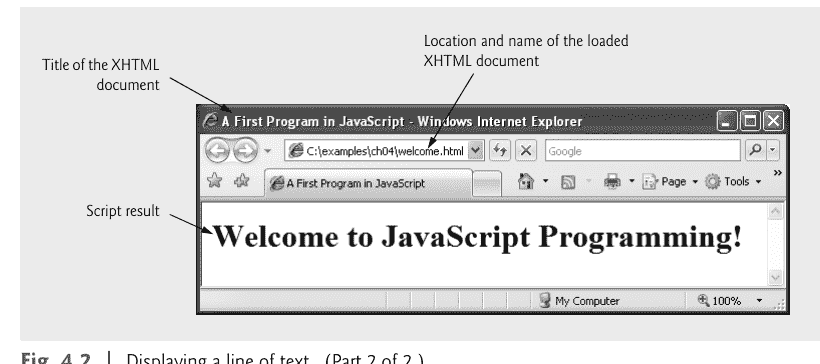 Location and name of the loaded
XHTML document
Title of the XHTML
document
A First Program in JavaScript - Windows Internet Explorer
C:\examples\ch04\welcome.html
Google
A First Program in JavaScript
Page
Tools
»
Script result
Welcome to JavaScript Programming!
My Computer
100%
Fig. 4.2 | Displaying a line of text. (Part 2 of 2.)